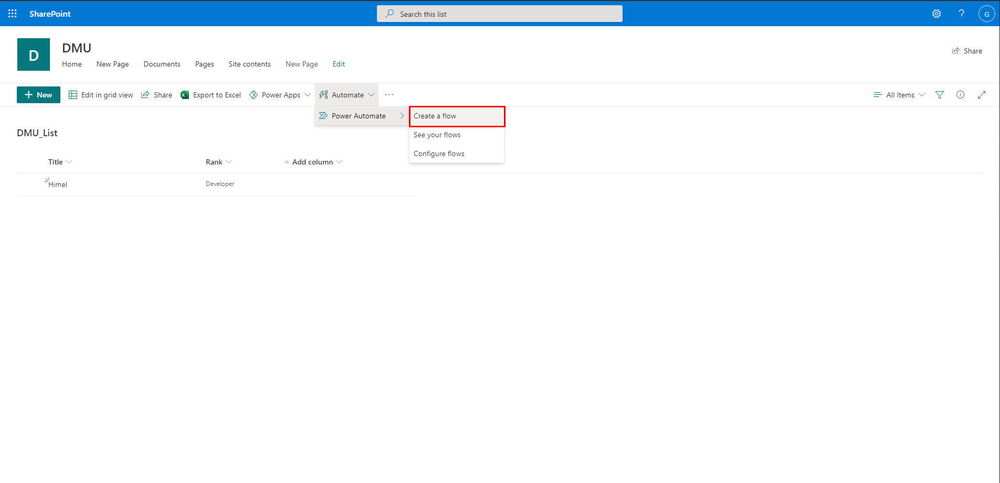 SharePoint
Search this list
?
G
D
DMU
Home New Page Documents Pages Site contents New Page Edit
Share
+ New Edit in grid view Share Export to Excel Power Apps Automate ... All Items
Power Automate
Create a flow
See your flows
Configure flows
DMU_List
Title Rank + Add column
Himel Developer